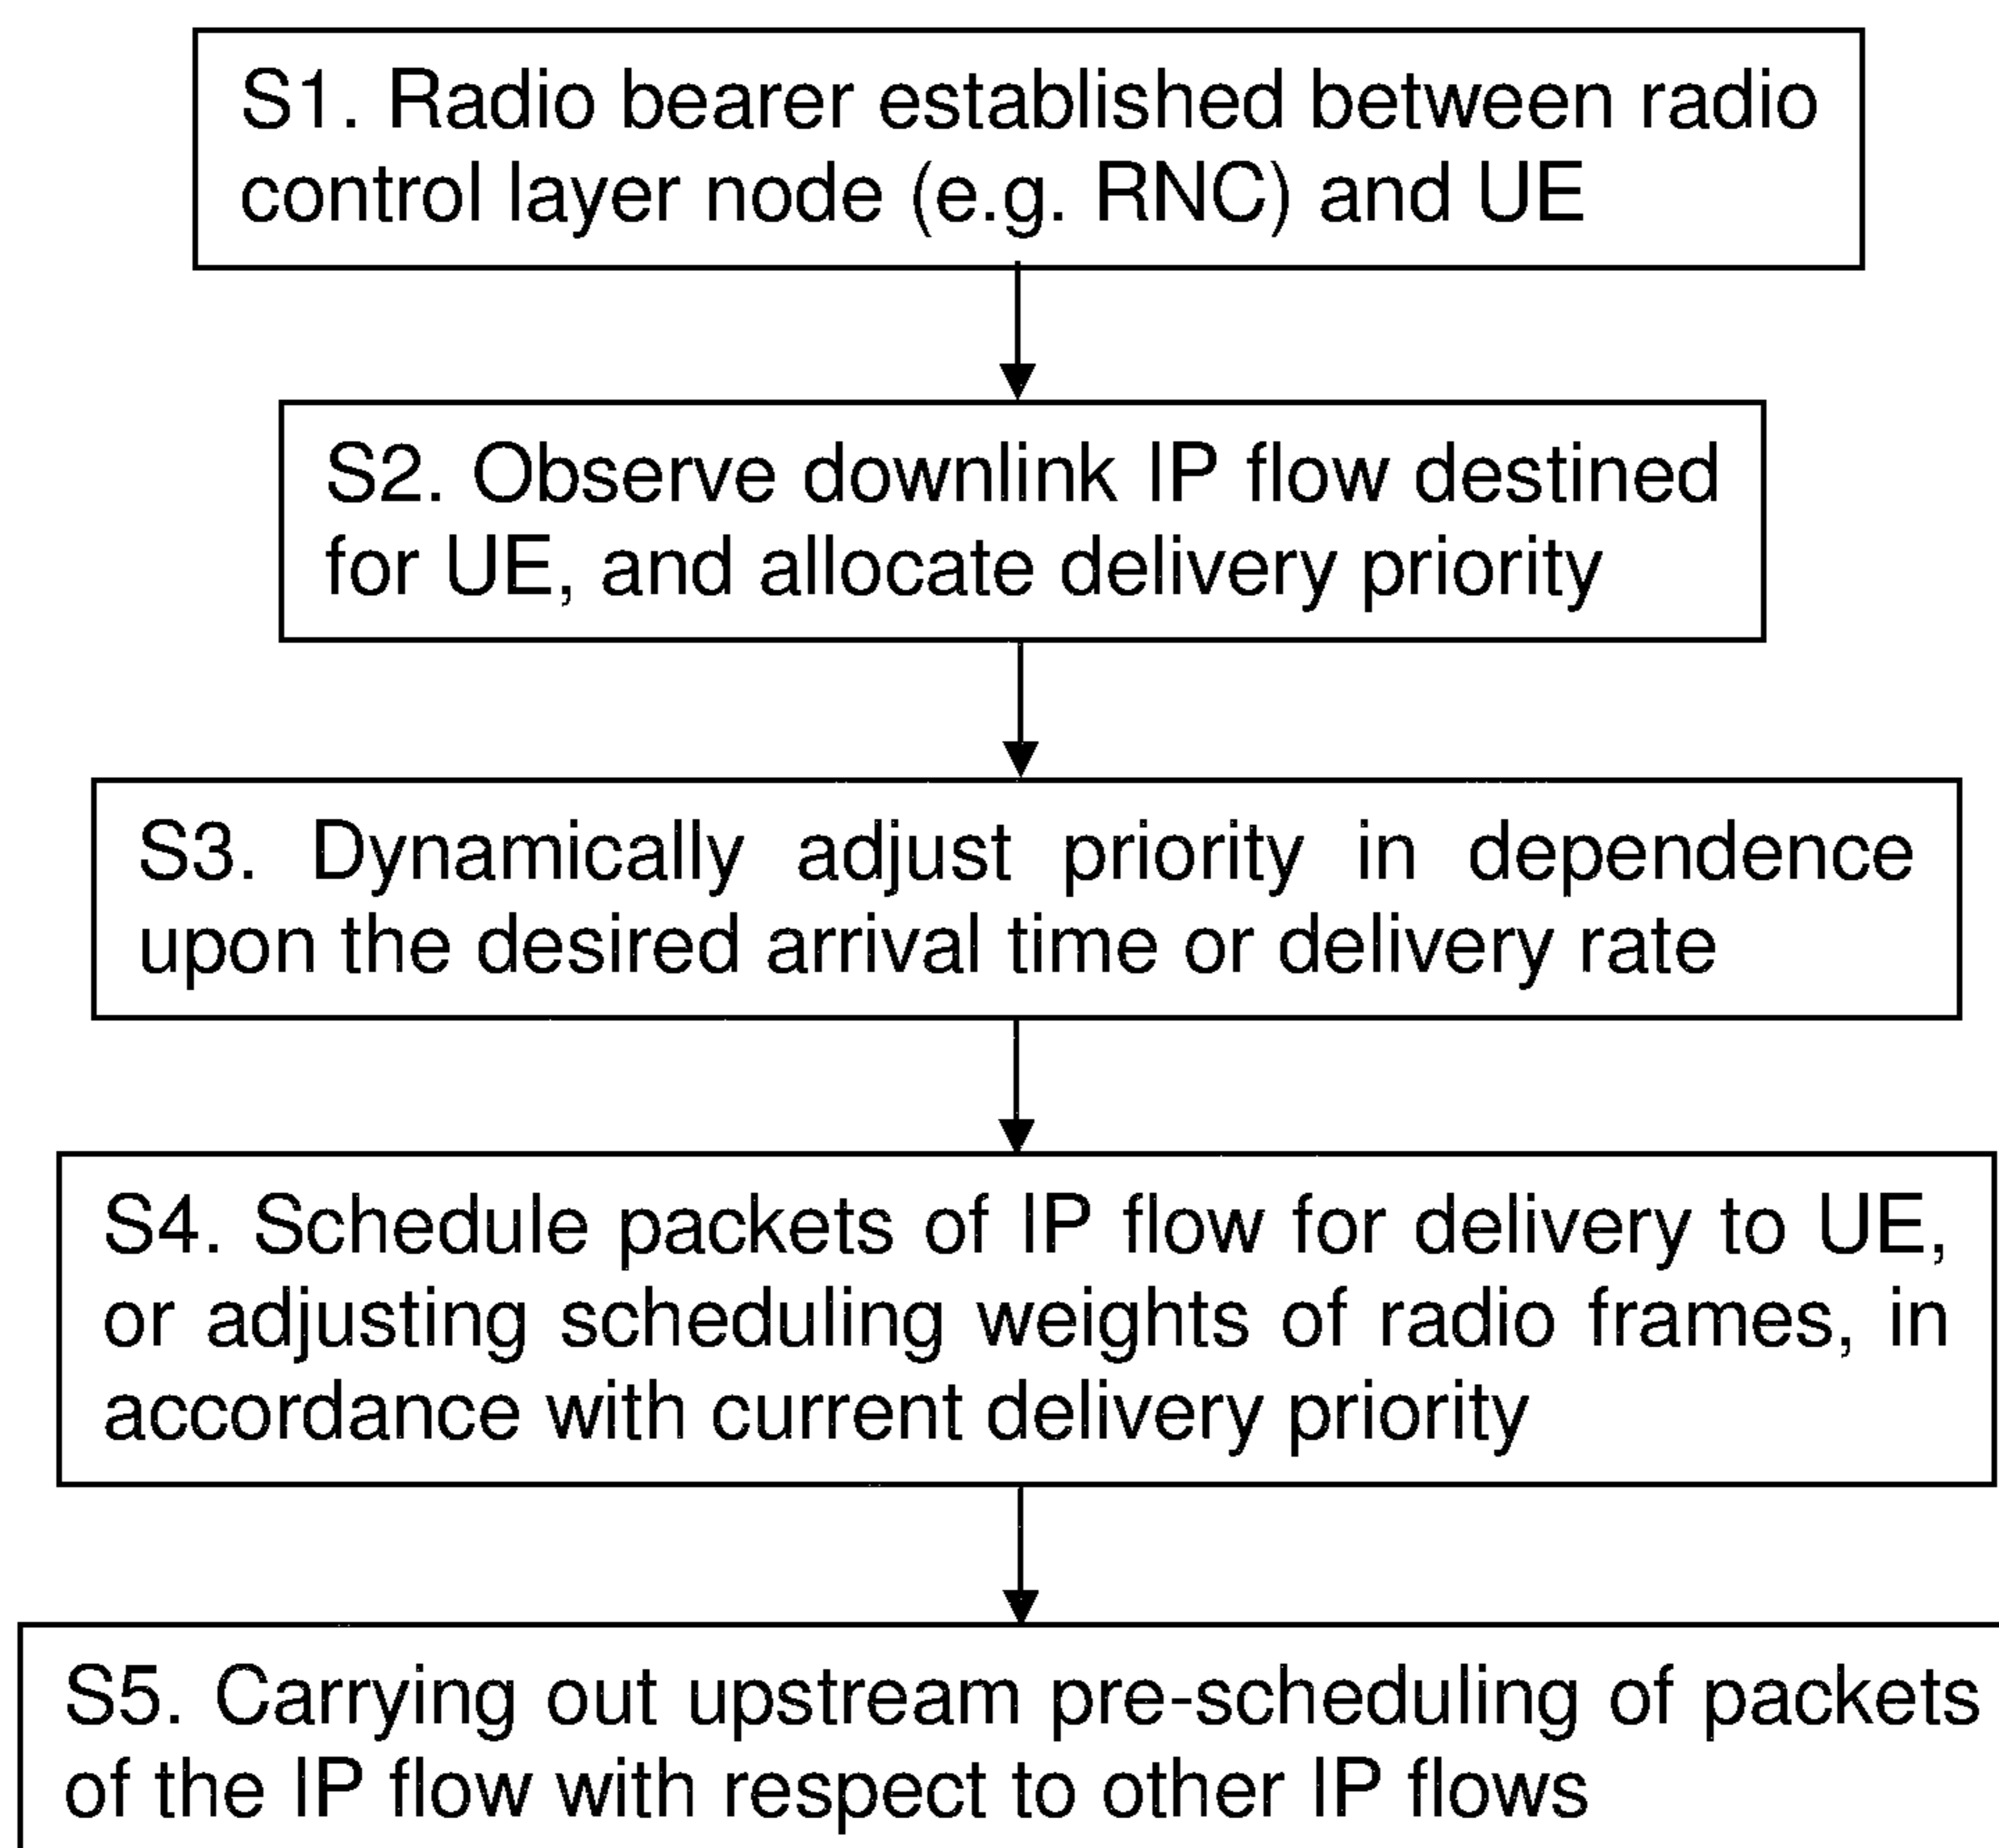 S1. Radio bearer established between radio
control layer node (e.g. RNC) and UE
S2. Observe downlink IP flow destined
for UE, and allocate delivery priority
S3. Dynamically adjust priority in dependence
upon the desired arrival time or delivery rate
S4. Schedule packets of IP flow for delivery to UE,
or adjusting scheduling weights of radio frames, in
accordance with current delivery priority
S5. Carrying out upstream pre-scheduling of packets
of the IP flow with respect to other IP flows